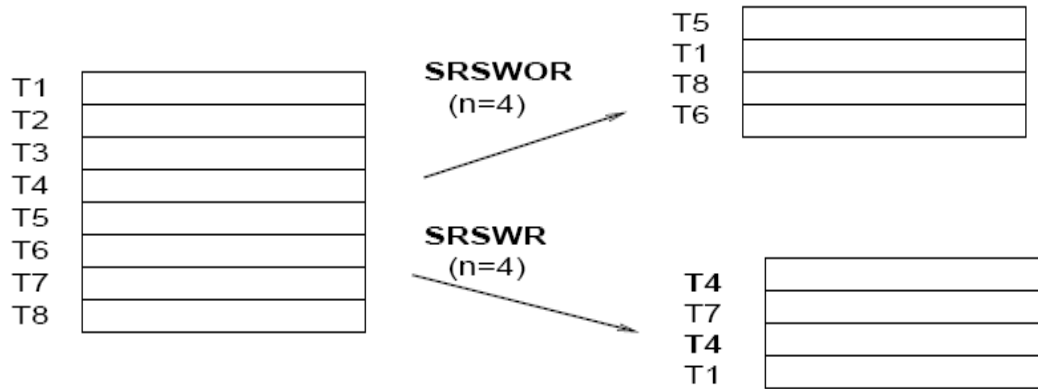 T1
T2
T3
T4
T5
T6
T7
T8
SRSWOR
(n=4)
SRSWR
(n=4)
T5
T1
T8
T6
T4
T7
T4
T1